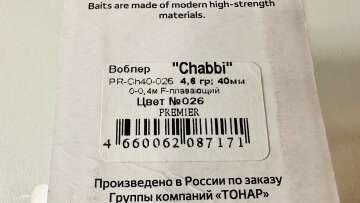 Baits are made of modern high-strength
materials.
Воблер "Chabbi"
PR-Ch40-026 4,6 гр; 40мм
0-0,4м F-плавающий
Цвет №026
PREMIER
4 660062 087171
Произведено в России по заказу
Группы компаний «ТОНАР»